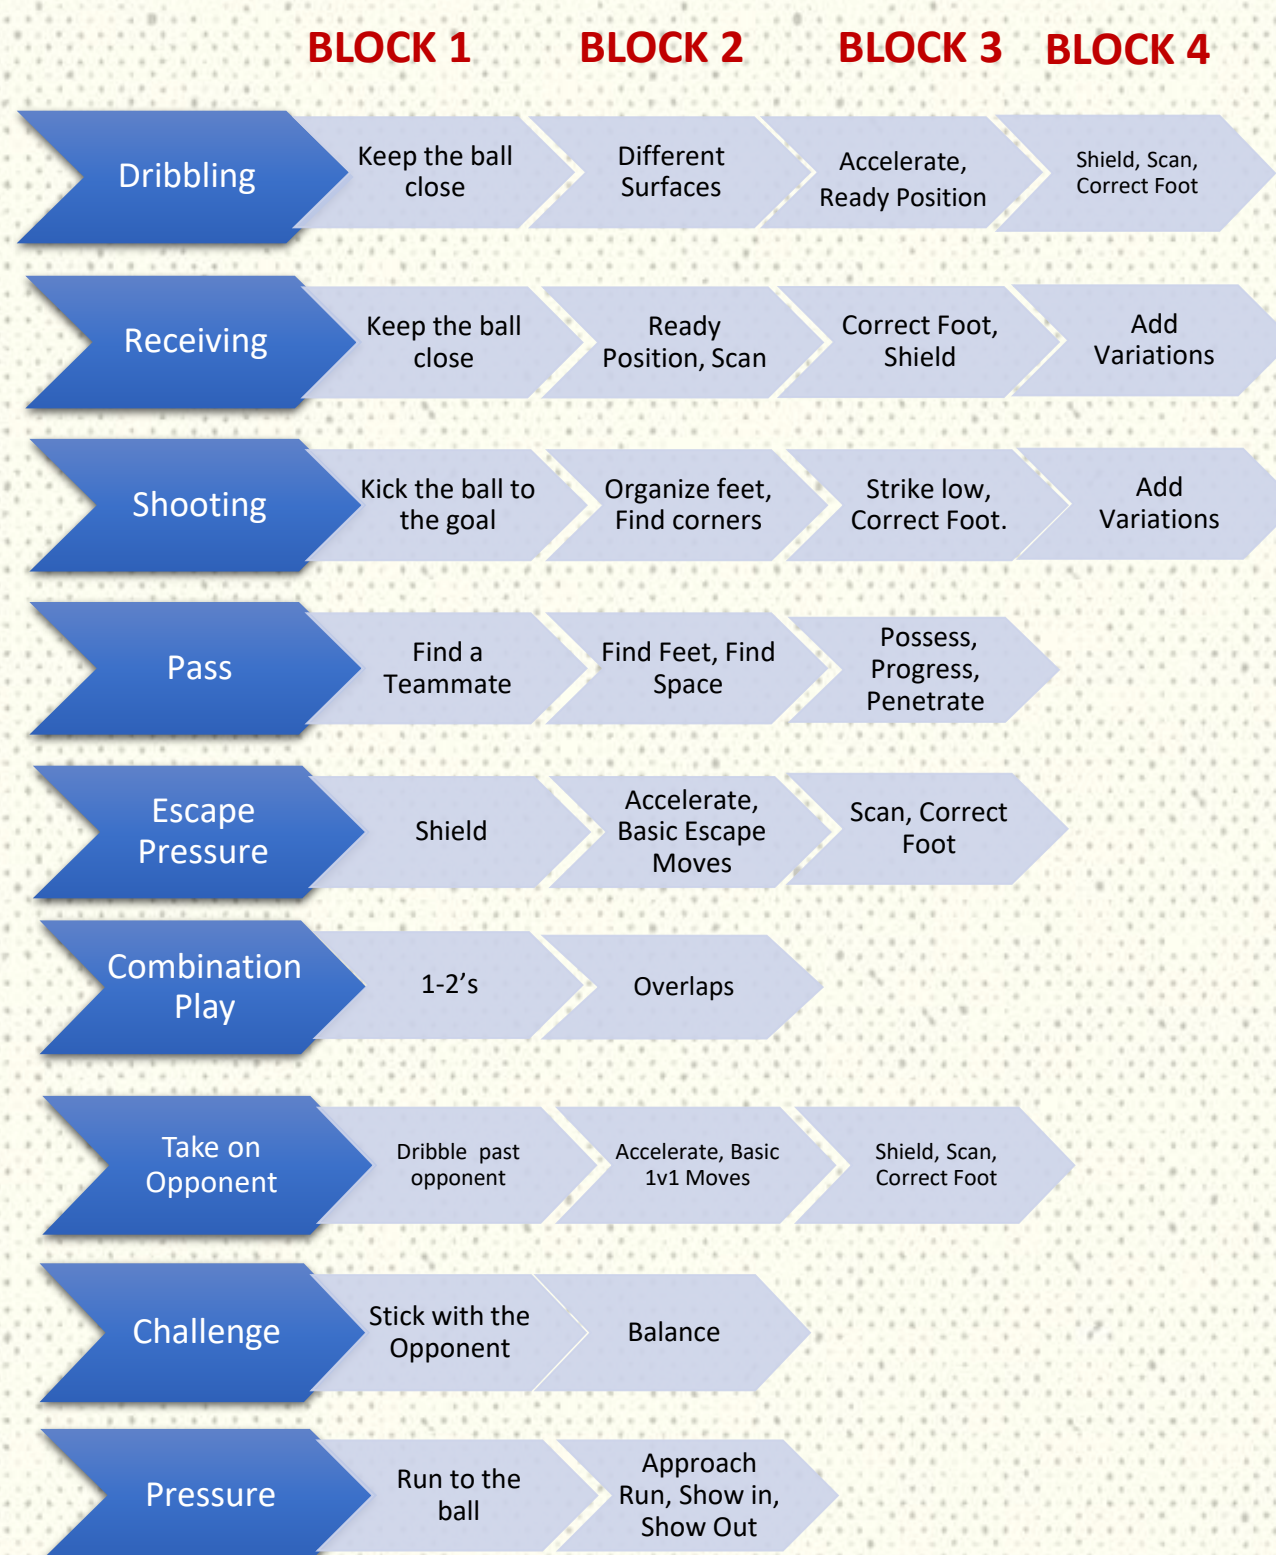 BLOCK 1 BLOCK 2 BLOCK 3 BLOCK 4
Dribbling
Keep the ball
close
Different
Surfaces
Accelerate,
Ready Position
Shield, Scan,
Correct Foot
Receiving
Keep the ball
close
Ready
Position, Scan
Correct Foot,
Shield
Add
Variations
Shooting
Kick the ball to
the goal
Organize feet,
Find corners
Strike low,
Correct Foot.
Add
Variations
Pass
Find a
Teammate
Find Feet, Find
Space
Possess,
Progress,
Penetrate
Escape
Pressure
Shield
Accelerate,
Basic Escape
Moves
Scan, Correct
Foot
Combination
Play
1-2’s
Overlaps
Take on
Opponent
Dribble past
opponent
Accelerate, Basic
1v1 Moves
Shield, Scan,
Correct Foot
Challenge
Stick with the
Opponent
Balance
Pressure
Run to the
ball
Approach
Run, Show in,
Show Out